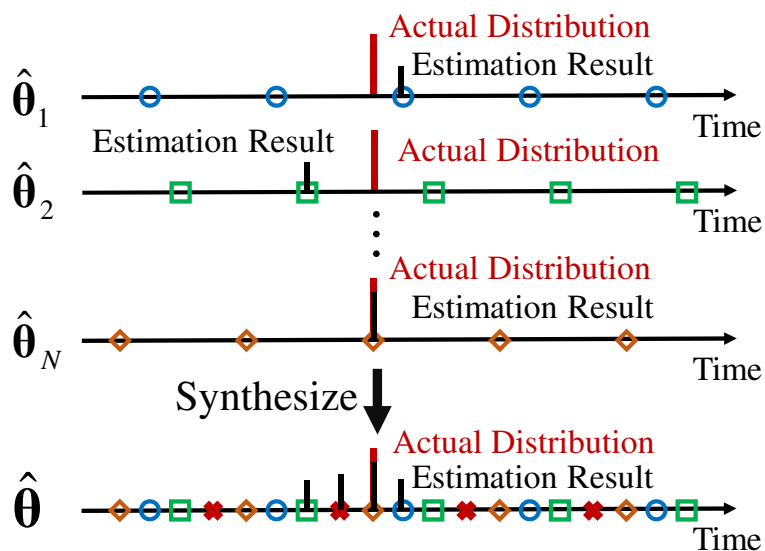 Actual Distribution
Estimation Result
θ̂₁
Time
Estimation Result
Actual Distribution
θ̂₂
Time
Actual Distribution
Estimation Result
θ̂_N
Time
Synthesize
Actual Distribution
Estimation Result
θ̂
Time